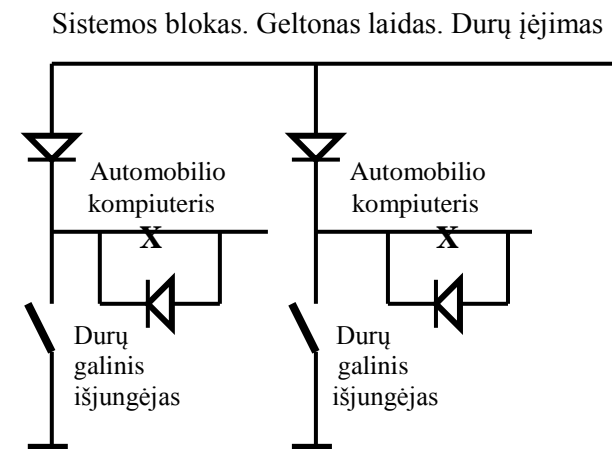 Sistemos blokas. Geltonas laidas. Durų įėjimas
Automobilio
kompiuteris
X
Durų
galinis
išjungėjas
Automobilio
kompiuteris
X
Durų
galinis
išjungėjas